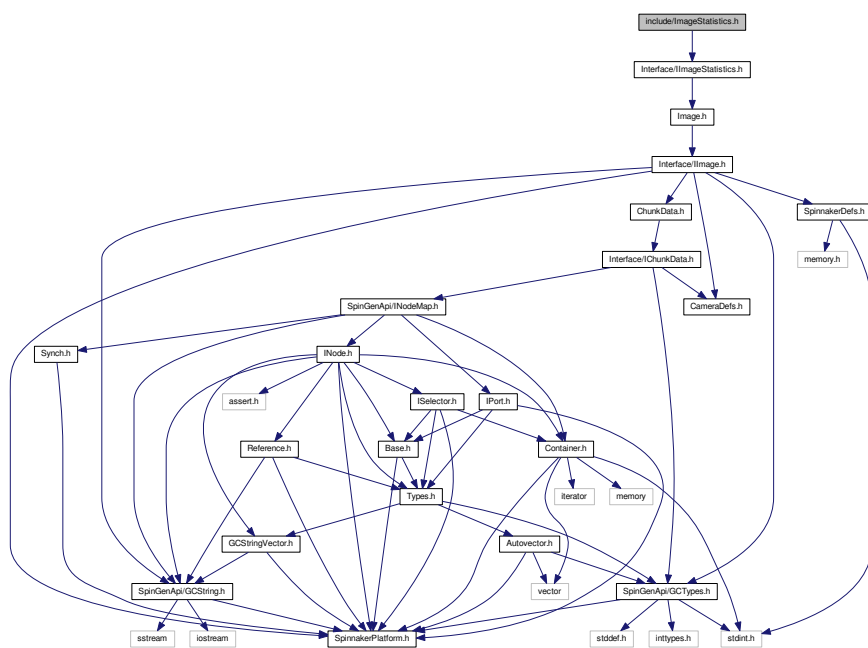 include/ImageStatistics.h
Interface/IImageStatistics.h
Image.h
Interface/IImage.h
ChunkData.h
SpinnakerDefs.h
Interface/IChunkData.h
memory.h
SpinGenApi/INodeMap.h
CameraDefs.h
Synch.h
INode.h
assert.h
ISelector.h
IPort.h
Reference.h
Base.h
Container.h
Types.h
iterator
memory
GCStringVector.h
Autovector.h
SpinGenApi/GCString.h
vector
SpinGenApi/GCTypes.h
sstream
iostream
SpinnakerPlatform.h
stddef.h
inttypes.h
stdint.h